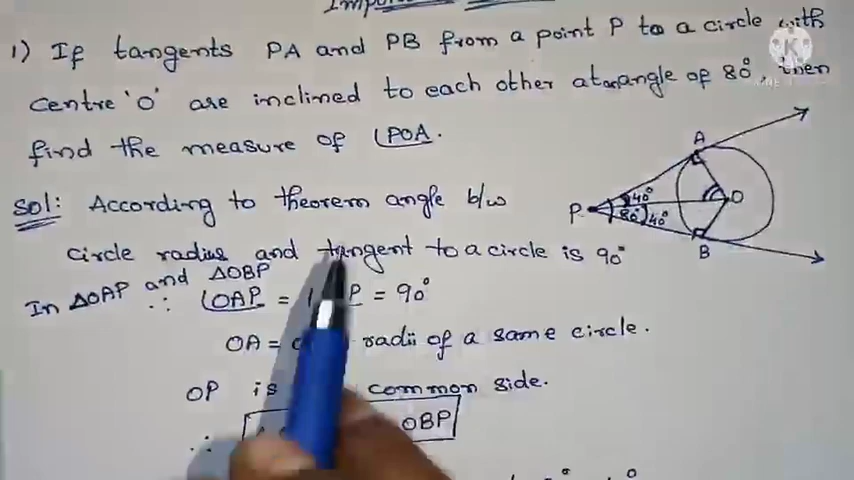 1) If tangents PA and PB from a point P to a circle with
centre 'O' are inclined to each other at an angle of 80°, then
find the measure of ∠POA.
Sol: According to theorem angle b/w
circle radius and tangent to a circle is 90°
In ΔOAP and ΔOBP
∴ ∠OAP = P = 90°
OA = radii of a same circle.
OP is common side.
∴ OBP
A
P
40°
80°
40°
O
B
K